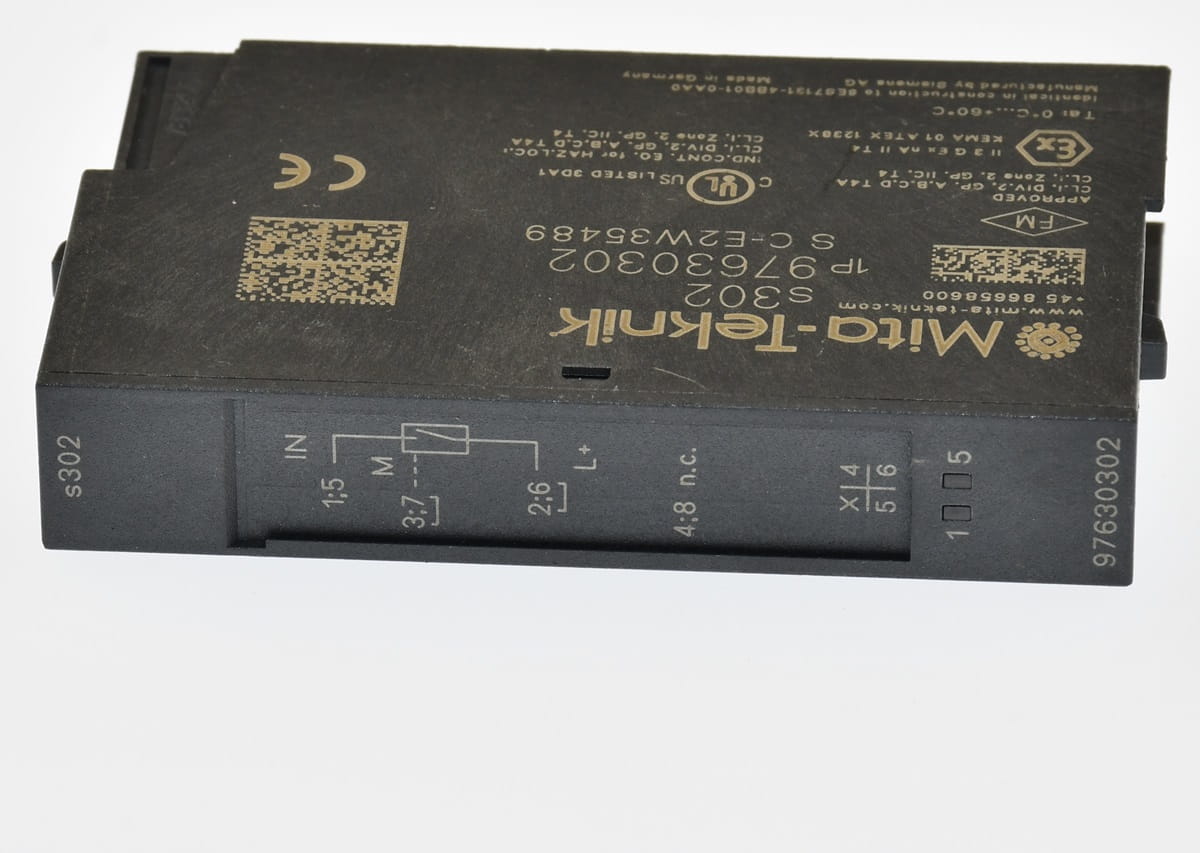 Mita-Teknik
www.mita-teknik.com
+45 86658600
s302
1P 97630302
S C-E2W35489
FM
APPROVED
CL.I, DIV.2, GP. A,B,C,D T4A
CL.I, Zone 2, GP. IIC, T4
C UL US LISTED 3DA1
IND.CONT. EQ. for HAZ.LOC.:
CL.I, DIV.2, GP. A,B,C,D T4A
CL.I, Zone 2, GP. IIC, T4
CE
Ex
II 3 G Ex nA II T4
KEMA 01 ATEX 1238X
Ta: 0°C...+60°C
Identical in construction to 6ES7131-4BB01-0AA0
Manufactured by Siemens AG
Made in Germany
s302
IN
1;5
M
3;7
2;6
L+
4;8 n.c.
X 4
5 6
1 5
97630302